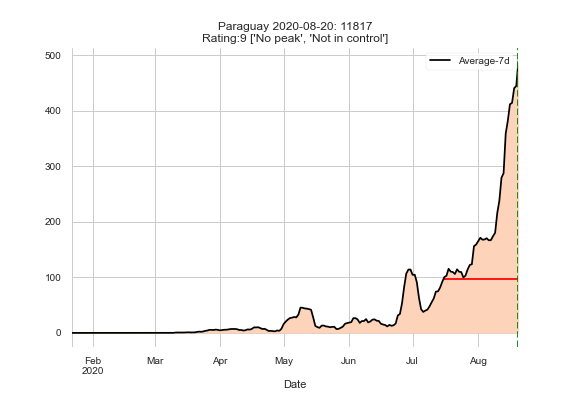 Paraguay 2020-08-20: 11817
Rating:9 ['No peak', 'Not in control']
Average-7d
500
400
300
200
100
0
Feb Mar Apr May Jun Jul Aug
2020
Date